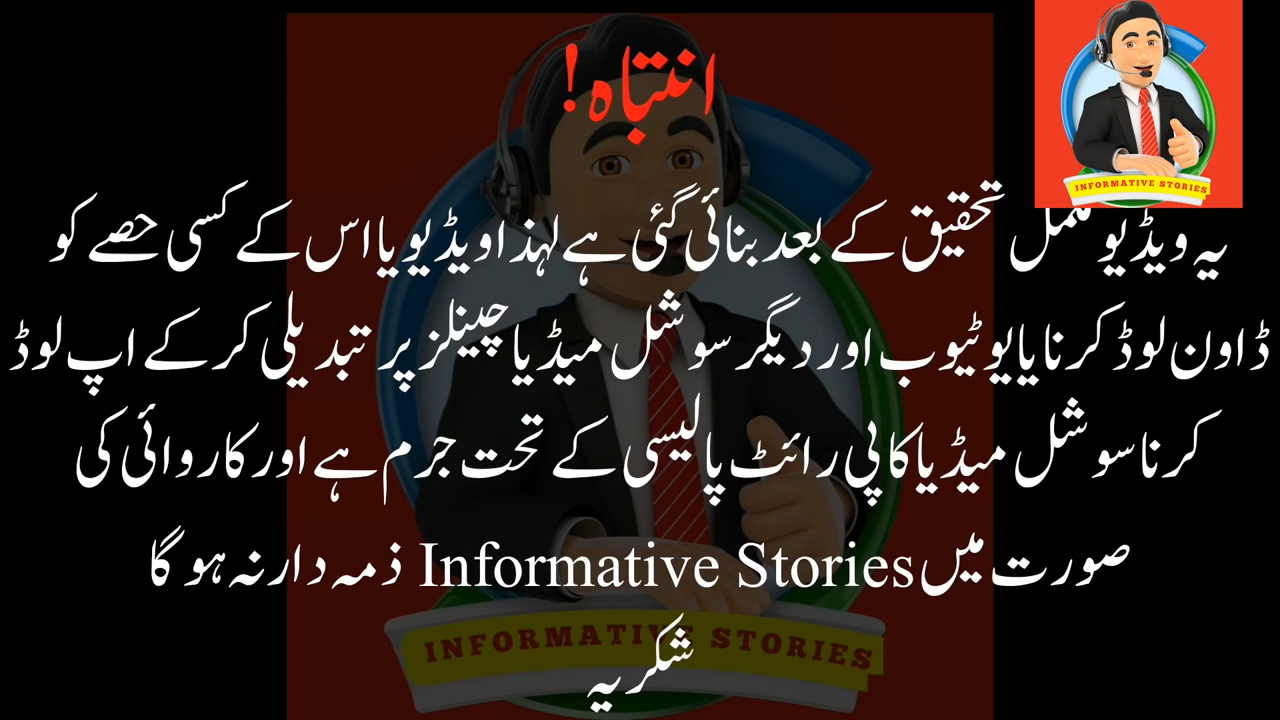 انتباہ!
یہ ویڈیو مکمل تحقیق کے بعد بنائی گئی ہے لہذا ویڈیو یا اس کے کسی حصے کو
ڈاون لوڈ کرنا یا یوٹیوب اور دیگر سوشل میڈیا چینلز پر تبدیلی کر کے اپ لوڈ
کرنا سوشل میڈیا کاپی رائٹ پالیسی کے تحت جرم ہے اور کاروائی کی
صورت میں Informative Stories ذمہ دار نہ ہو گا
شکریہ
INFORMATIVE STORIES
INFORMATIVE STORIES